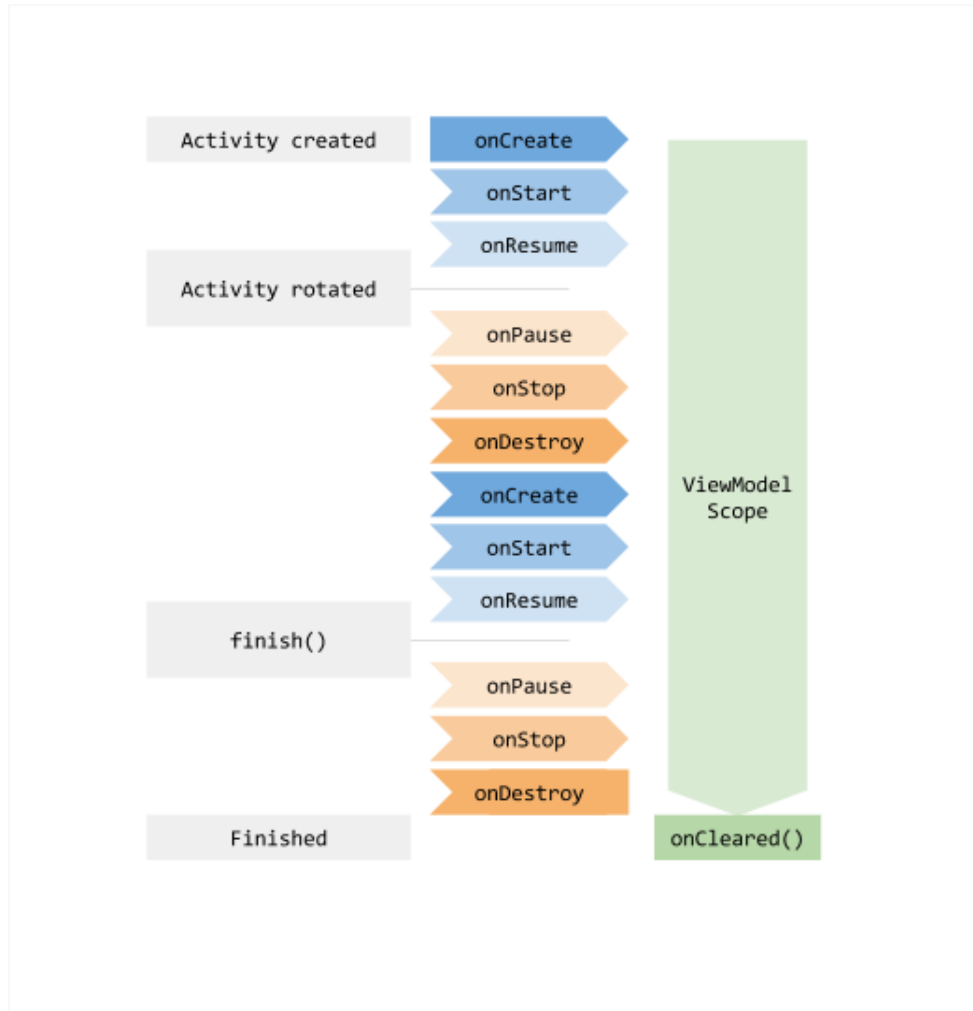 Activity created
onCreate
onStart
onResume
Activity rotated
onPause
onStop
onDestroy
onCreate
ViewModel
Scope
onStart
onResume
finish()
onPause
onStop
onDestroy
Finished
onCleared()